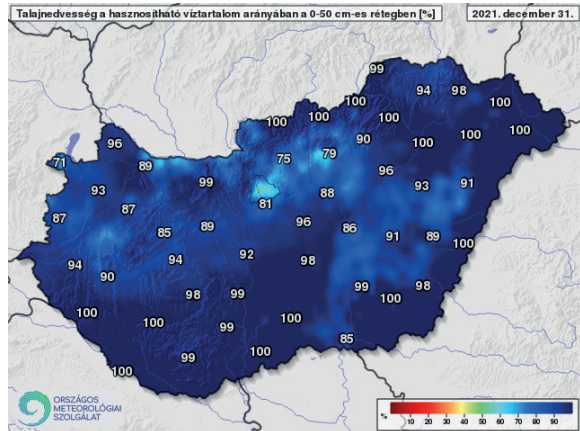 Talajnedvesség a hasznosítható víztartalom arányában a 0-50 cm-es rétegben [%] 2021. december 31.
99
94 98
100 100 100 100
100 90 100 100 100
96
71 89 75 79 96
93 99 88 93 91
87 87 81
85 89 96 86 91 89 100
94 94 92 98
90 98 99 99 98
100 100 99 100 100
99 100 85
100
ORSZÁGOS
METEOROLÓGIAI
SZOLGÁLAT
% 10 20 30 40 50 60 70 80 90